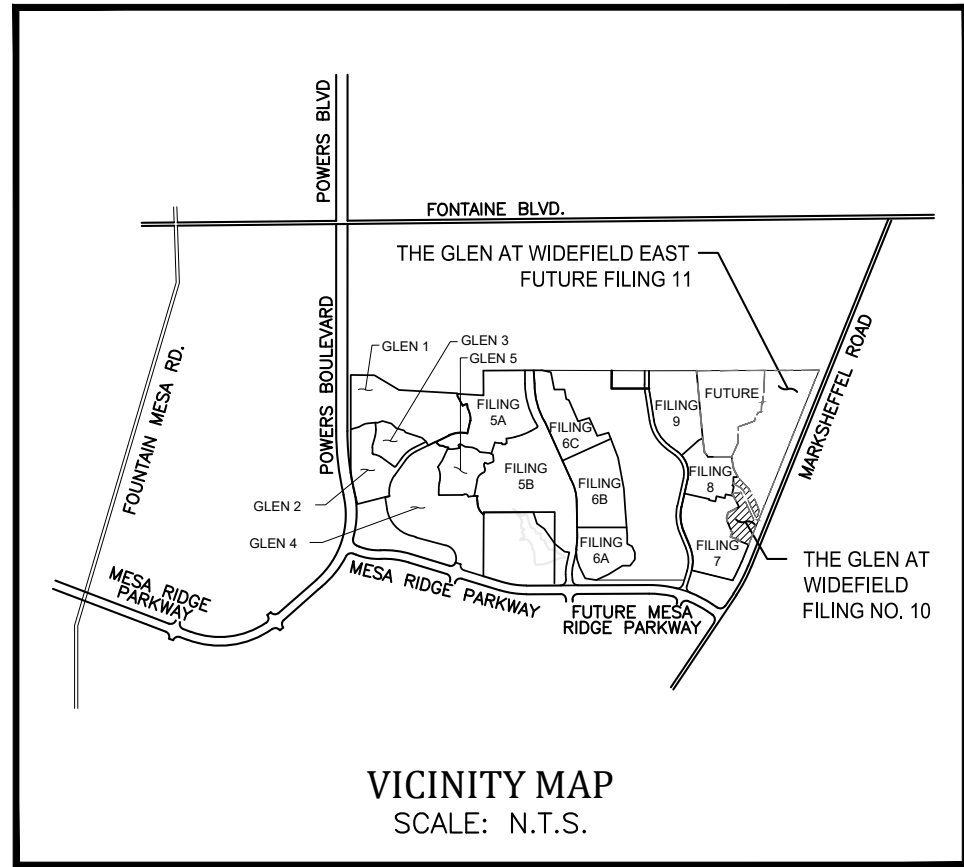 POWERS BLVD
FONTAINE BLVD.
THE GLEN AT WIDEFIELD EAST
FUTURE FILING 11
FOUNTAIN MESA RD.
POWERS BOULEVARD
MARKSHEFFEL ROAD
GLEN 1
GLEN 3
GLEN 5
FILING
5A
FILING
6C
FILING
9
FUTURE
GLEN 2
GLEN 4
FILING
5B
FILING
6B
FILING
8
FILING
6A
FILING
7
THE GLEN AT
WIDEFIELD
FILING NO. 10
MESA RIDGE
PARKWAY
MESA RIDGE PARKWAY
FUTURE MESA
RIDGE PARKWAY
VICINITY MAP
SCALE: N.T.S.